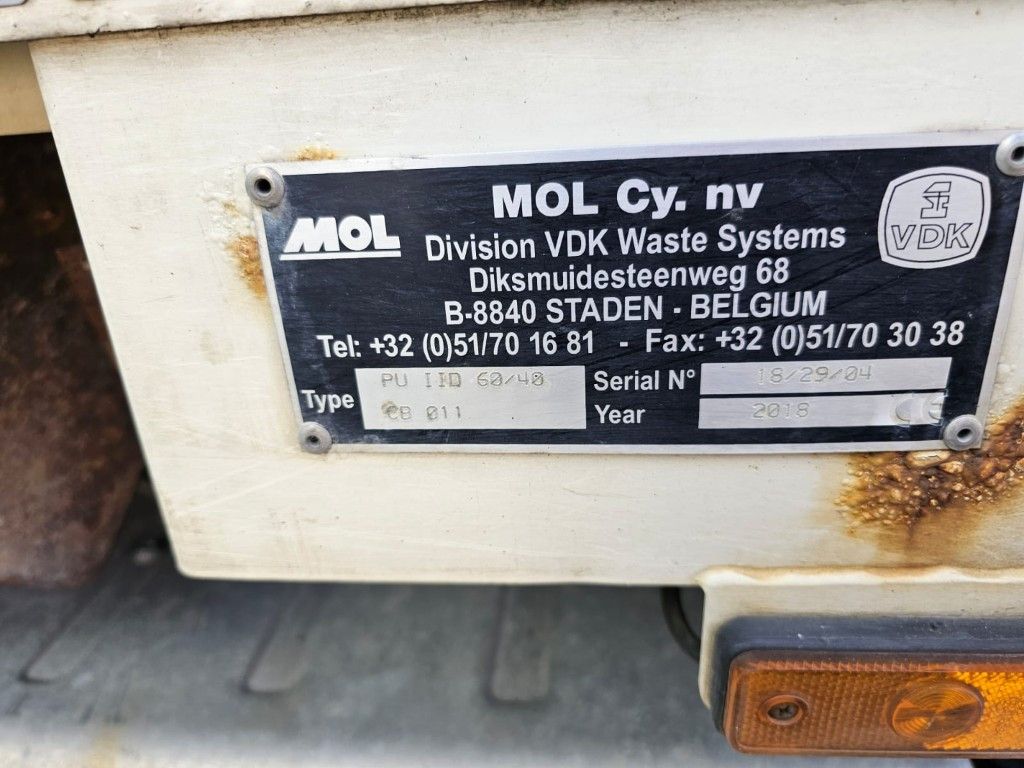 MOL
MOL Cy. nv
Division VDK Waste Systems
Diksmuidesteenweg 68
B-8840 STADEN - BELGIUM
Tel: +32 (0)51/70 16 81 - Fax: +32 (0)51/70 30 38
VDK
Type PU IID 60/40
CB 011
Serial N° 18/29/04
Year 2018 CE